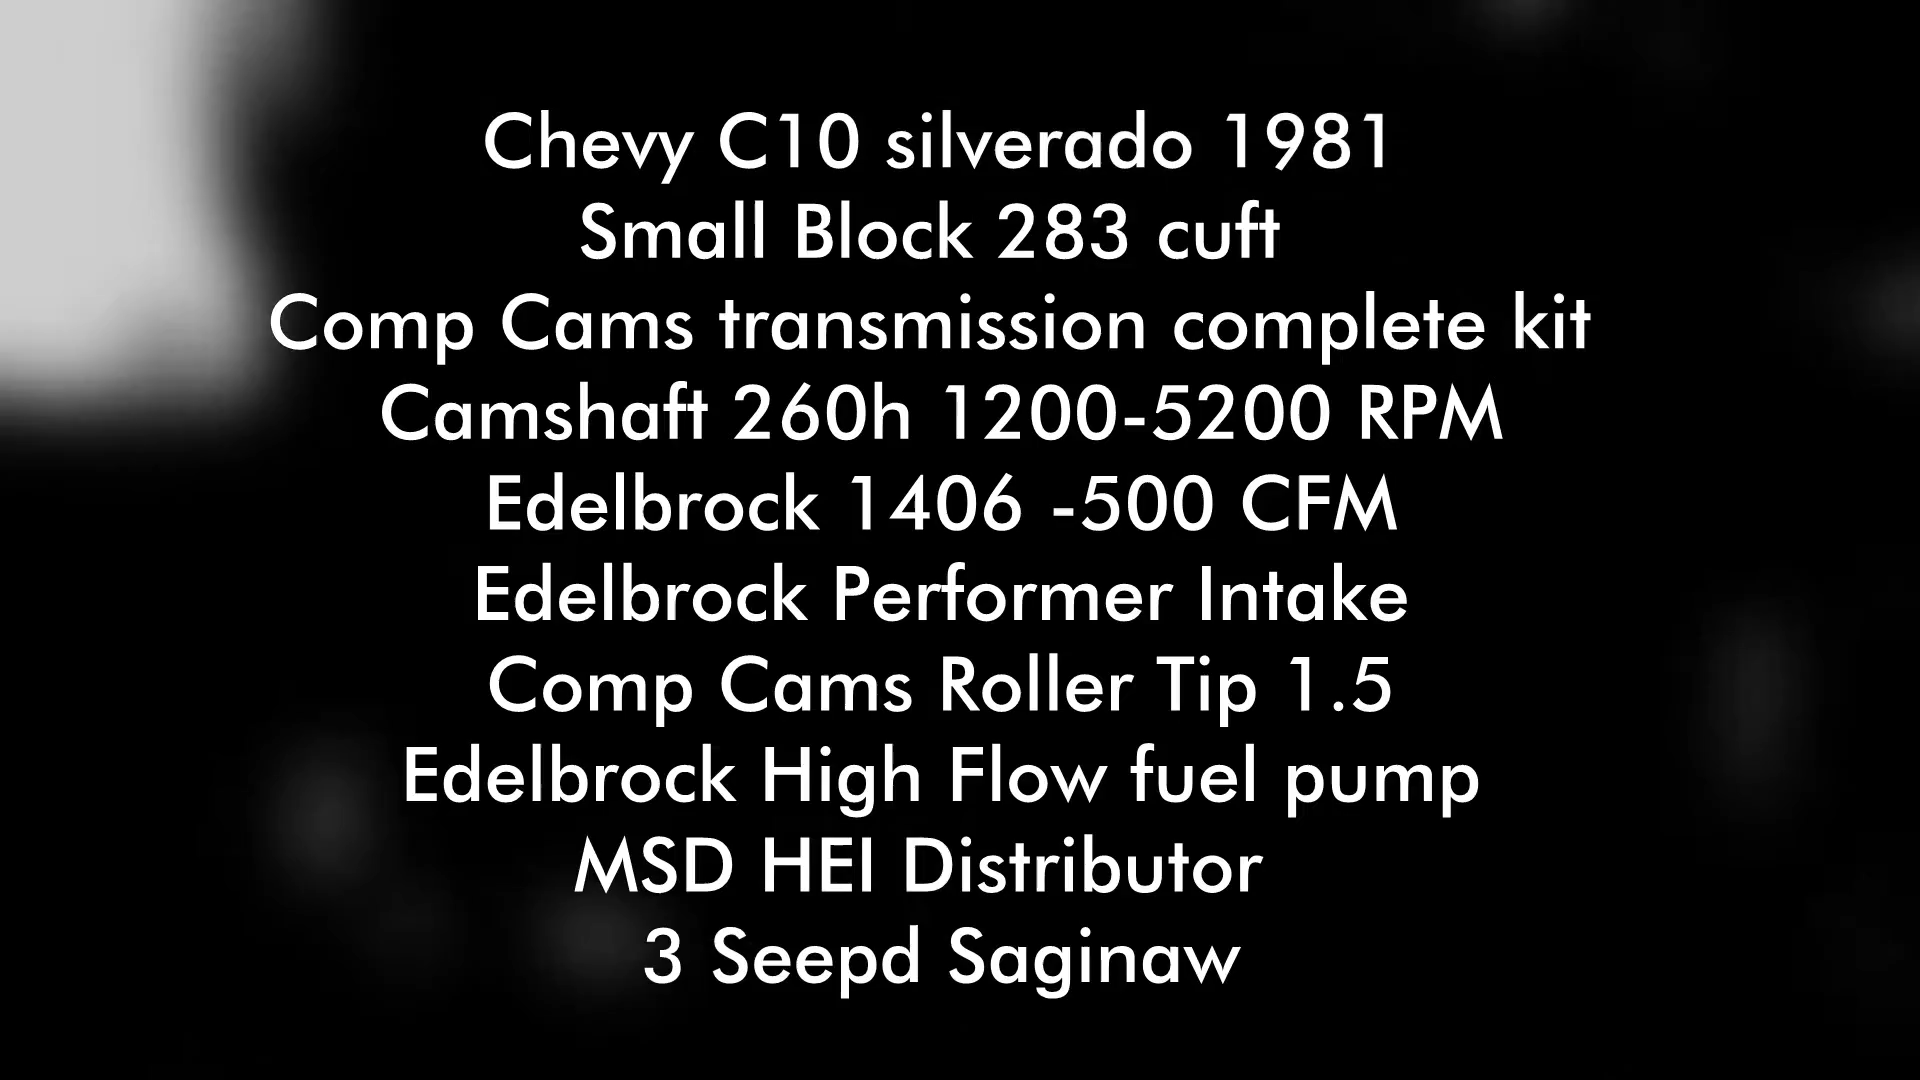 Chevy C10 silverado 1981
Small Block 283 cuft
Comp Cams transmission complete kit
Camshaft 260h 1200-5200 RPM
Edelbrock 1406 -500 CFM
Edelbrock Performer Intake
Comp Cams Roller Tip 1.5
Edelbrock High Flow fuel pump
MSD HEI Distributor
3 Seepd Saginaw